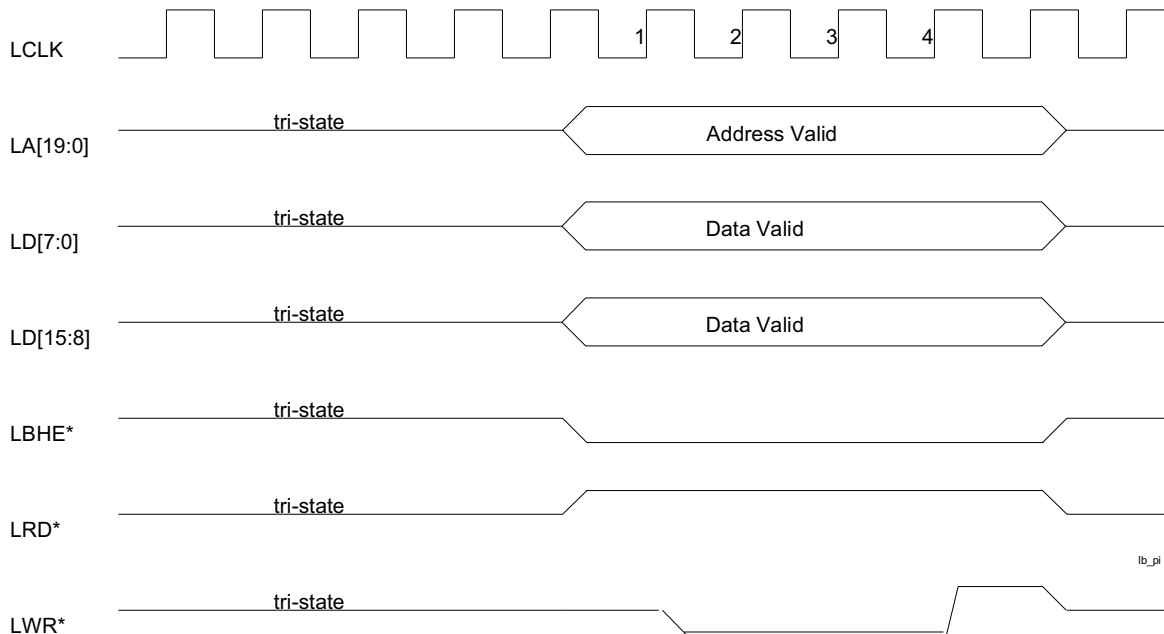 LCLK
1 2 3 4
tri-state
Address Valid
LA[19:0]
tri-state
Data Valid
LD[7:0]
tri-state
Data Valid
LD[15:8]
tri-state
LBHE*
tri-state
LRD*
lb_pi
tri-state
LWR*